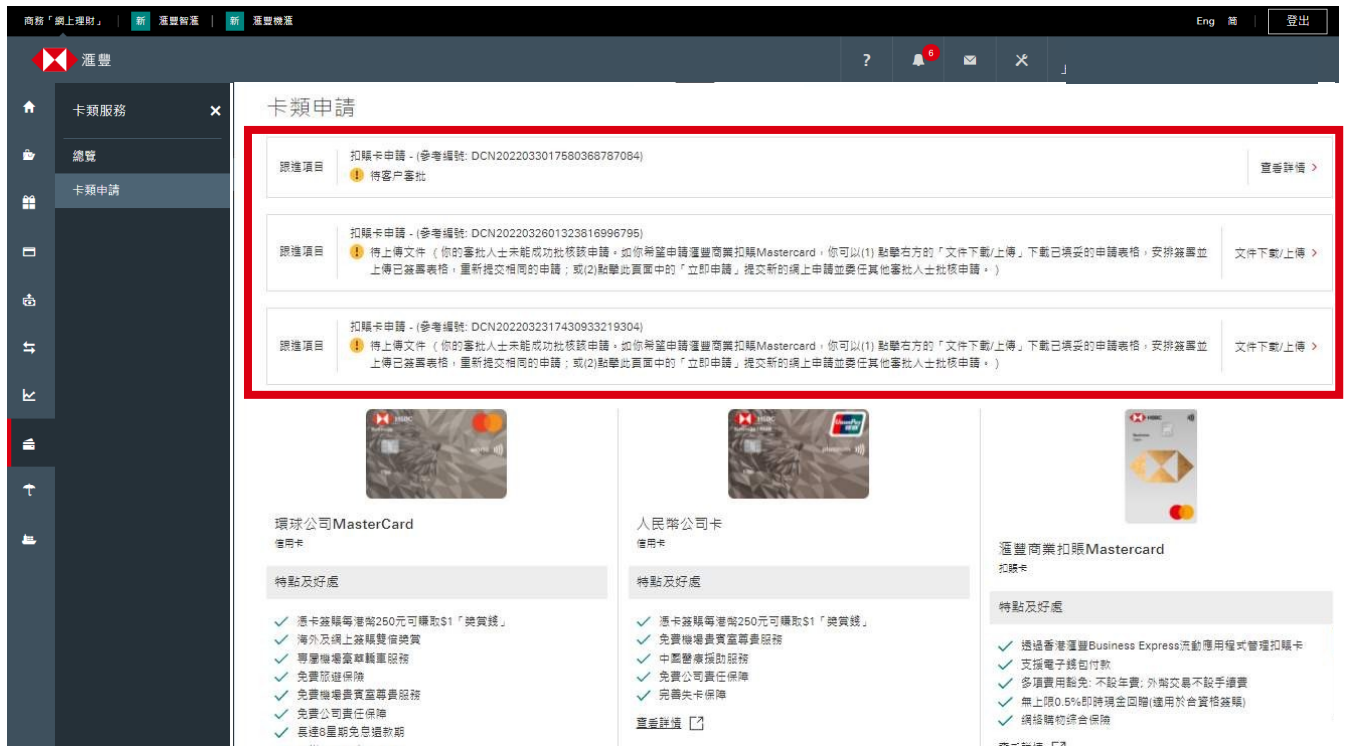 商務「網上理財」 新 滙豐智滙 新 滙豐機滙 Eng 简 登出
滙豐 ? 6
卡類服務 ×
總覽
卡類申請
卡類申請
跟進項目
扣賬卡申請 - (參考編號: DCN2022033017580368787084)
待客户審批
查看詳情
跟進項目
扣賬卡申請 - (參考編號: DCN2022032601323816996795)
待上傳文件 (你的審批人士未能成功批核該申請。如你希望申請滙豐商業扣賬Mastercard，你可以(1) 點擊右方的「文件下載/上傳」下載已填妥的申請表格，安排簽署並
上傳已簽署表格，重新提交相同的申請；或(2)點擊此頁面中的「立即申請」提交新的網上申請並委任其他審批人士批核申請。)
文件下載/上傳
跟進項目
扣賬卡申請 - (參考編號: DCN2022032317430933219304)
待上傳文件 (你的審批人士未能成功批核該申請。如你希望申請滙豐商業扣賬Mastercard，你可以(1) 點擊右方的「文件下載/上傳」下載已填妥的申請表格，安排簽署並
上傳已簽署表格，重新提交相同的申請；或(2)點擊此頁面中的「立即申請」提交新的網上申請並委任其他審批人士批核申請。)
文件下載/上傳
環球公司MasterCard
信用卡
特點及好處
憑卡簽賬每港幣250元可賺取$1「獎賞錢」
海外及網上簽賬雙倍獎賞
專屬機場豪華轎車服務
免費旅遊保險
免費機場貴賓室尊貴服務
免費公司責任保障
長達8星期免息還款期
人民幣公司卡
信用卡
特點及好處
憑卡簽賬每港幣250元可賺取$1「獎賞錢」
免費機場貴賓室尊貴服務
中國醫療援助服務
免費公司責任保障
完善失卡保障
查看詳情
HSBC
滙豐商業扣賬Mastercard
扣賬卡
特點及好處
透過香港滙豐Business Express流動應用程式管理扣賬卡
支援電子錢包付款
多項費用豁免: 不設年費; 外幣交易不設手續費
無上限0.5%即時現金回贈(適用於合資格簽賬)
網絡購物综合保險